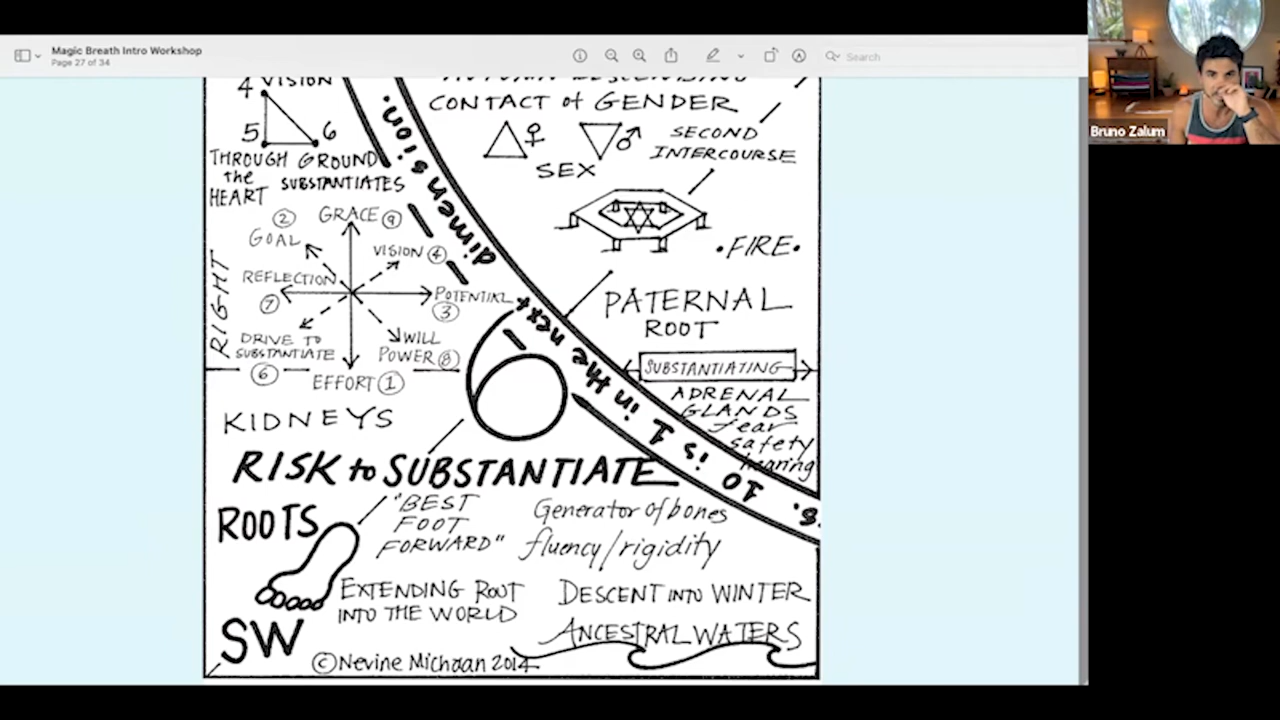 Magic Breath Intro Workshop
Page 27 of 34
Search
Bruno Zalum
4 VISION
5
6
THROUGH
the
HEART
GROUND
SUBSTANTIATES
CONTACT of GENDER
SEX
SECOND
INTERCOURSE
•FIRE•
PATERNAL
ROOT
SUBSTANTIATING
ADRENAL
GLANDS
fear
safety
hearing
RIGHT
② GOAL
GRACE ⑨
VISION ④
REFLECTION
⑦
POTENTIAL
③
DRIVE TO
SUBSTANTIATE
⑥
WILL
POWER ⑧
EFFORT ①
KIDNEYS
6
s. 10 is 1 in the next dimension.
RISK to SUBSTANTIATE
ROOTS
"BEST
FOOT
FORWARD"
Generator of bones
fluency/rigidity
EXTENDING ROOT
INTO THE WORLD
DESCENT INTO WINTER
ANCESTRAL WATERS
SW
©Nevine Michaan 2014